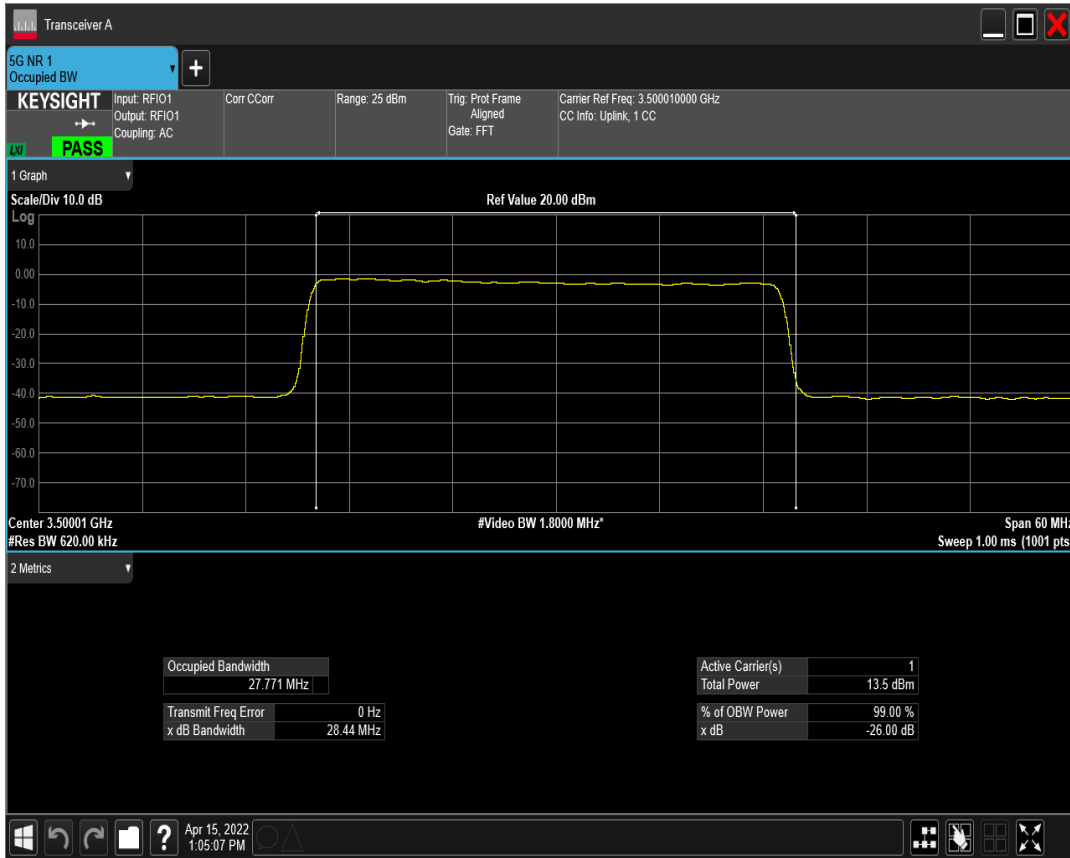 Transceiver A
5G NR 1
Occupied BW
+
KEYSIGHT
LXI
PASS
Input: RFIO1
Output: RFIO1
Coupling: AC
Corr CCorr
Range: 25 dBm
Trig: Prot Frame
Aligned
Gate: FFT
Carrier Ref Freq: 3.500010000 GHz
CC Info: Uplink, 1 CC
1 Graph
Scale/Div 10.0 dB
Ref Value 20.00 dBm
Log
10.0
0.00
-10.0
-20.0
-30.0
-40.0
-50.0
-60.0
-70.0
Center 3.50001 GHz
#Video BW 1.8000 MHz*
Span 60 MHz
#Res BW 620.00 kHz
Sweep 1.00 ms (1001 pts
2 Metrics
Occupied Bandwidth
27.771 MHz
Transmit Freq Error 0 Hz
x dB Bandwidth 28.44 MHz
Active Carrier(s) 1
Total Power 13.5 dBm
% of OBW Power 99.00 %
x dB -26.00 dB
?
Apr 15, 2022
1:05:07 PM